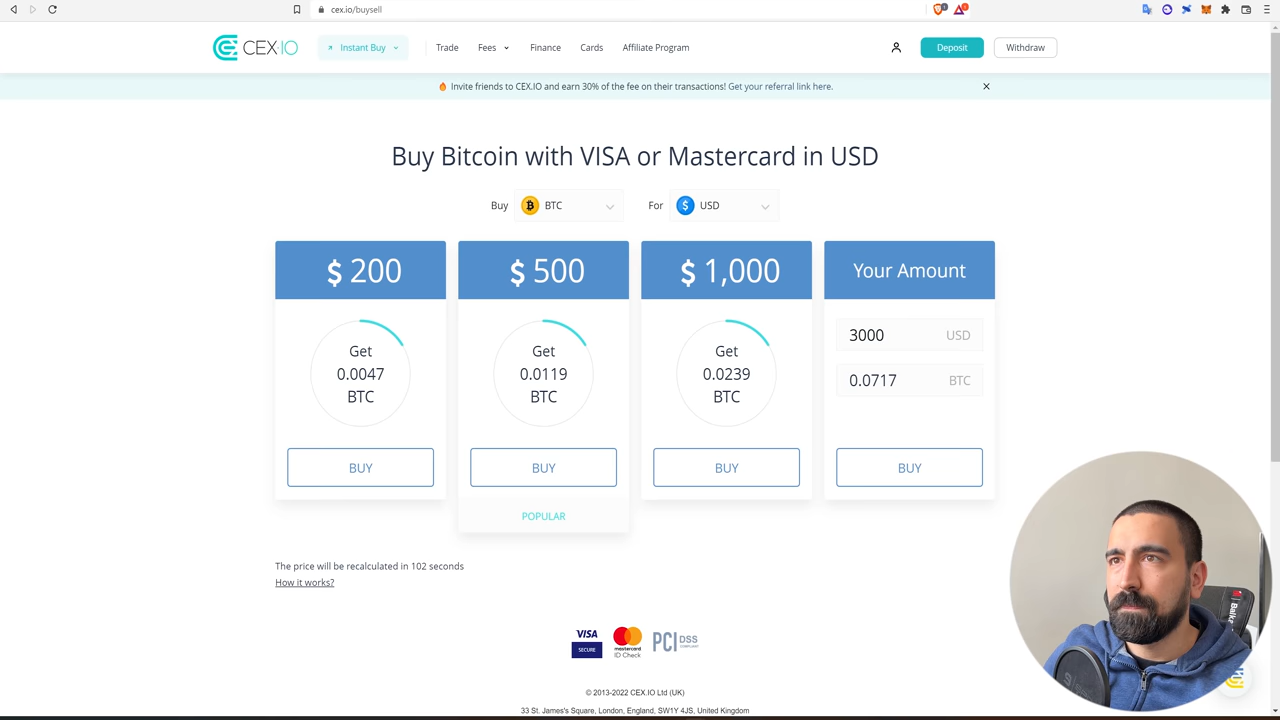 cex.io/buysell
CEX.IO
Instant Buy
Trade
Fees
Finance
Cards
Affiliate Program
Deposit
Withdraw
Invite friends to CEX.IO and earn 30% of the fee on their transactions! Get your referral link here.
Buy Bitcoin with VISA or Mastercard in USD
Buy BTC For USD
$ 200
Get
0.0047
BTC
BUY
$ 500
Get
0.0119
BTC
BUY
POPULAR
$ 1,000
Get
0.0239
BTC
BUY
Your Amount
3000 USD
0.0717 BTC
BUY
The price will be recalculated in 102 seconds
How it works?
VISA
SECURE
mastercard
ID Check
PCI DSS
COMPLIANT
© 2013-2022 CEX.IO Ltd (UK)
33 St. James's Square, London, England, SW1Y 4JS, United Kingdom